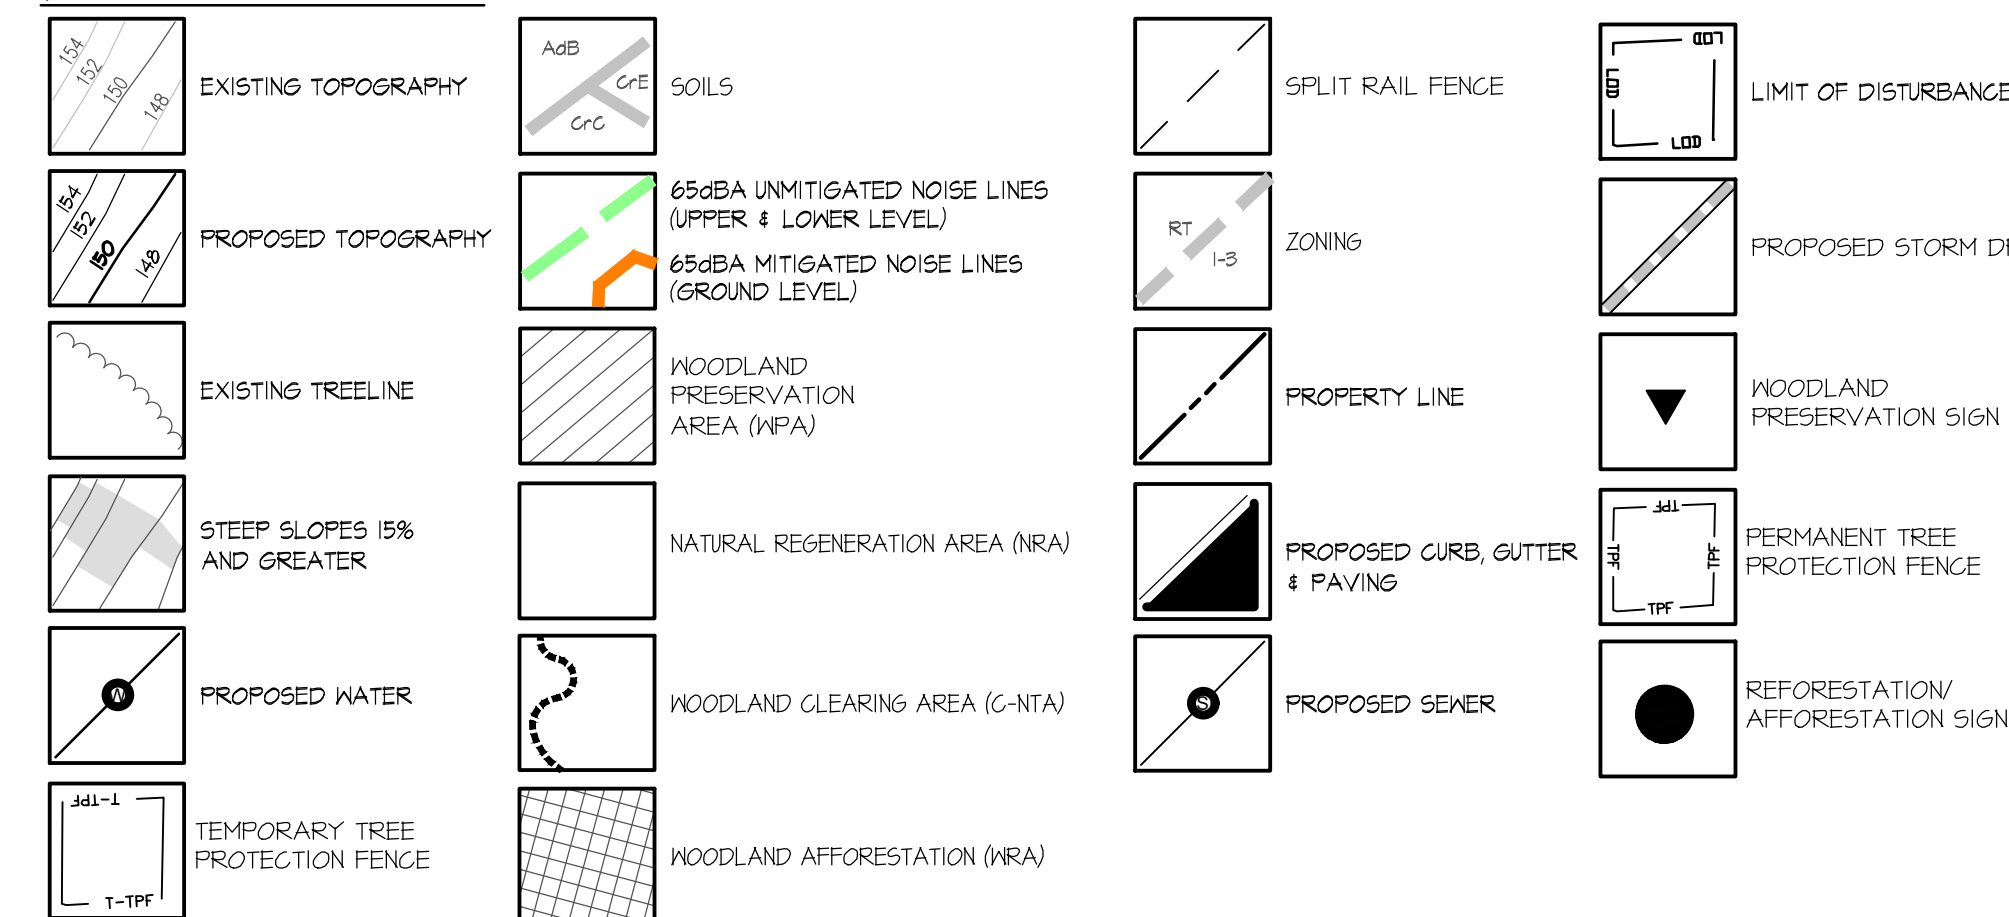 154
152
150
148
EXISTING TOPOGRAPHY
154
152
150
148
PROPOSED TOPOGRAPHY
EXISTING TREELINE
STEEP SLOPES 15%
AND GREATER
W
PROPOSED WATER
T-TPF
T-TPF
TEMPORARY TREE
PROTECTION FENCE
AdB
CrE
CrC
SOILS
65dBA UNMITIGATED NOISE LINES
(UPPER & LOWER LEVEL)
65dBA MITIGATED NOISE LINES
(GROUND LEVEL)
WOODLAND
PRESERVATION
AREA (WPA)
NATURAL REGENERATION AREA (NRA)
WOODLAND CLEARING AREA (C-NTA)
WOODLAND AFFORESTATION (WRA)
SPLIT RAIL FENCE
RT
I-3
ZONING
PROPERTY LINE
PROPOSED CURB, GUTTER
& PAVING
S
PROPOSED SEWER
LOD
LOD
LOD
LIMIT OF DISTURBANCE
PROPOSED STORM
WOODLAND
PRESERVATION SIGN
TPF
TPF
TPF
TPF
PERMANENT TREE
PROTECTION FENCE
REFORESTATION/
AFFORESTATION SIGN